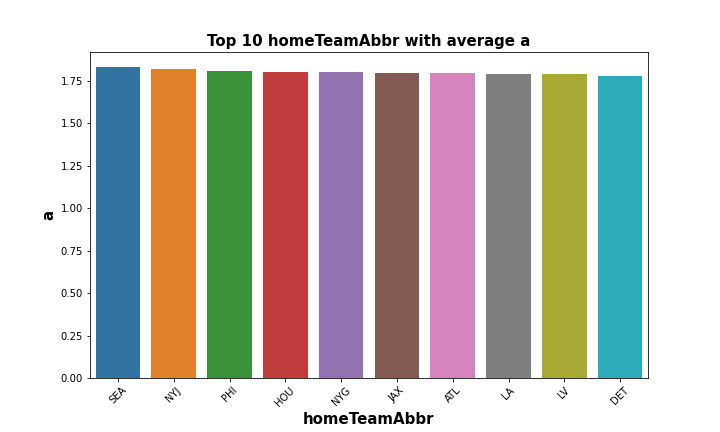 Top 10 homeTeamAbbr with average a
a
1.75
1.50
1.25
1.00
0.75
0.50
0.25
0.00
SEA NYJ PHI HOU NYG JAX ATL LA LV DET
homeTeamAbbr